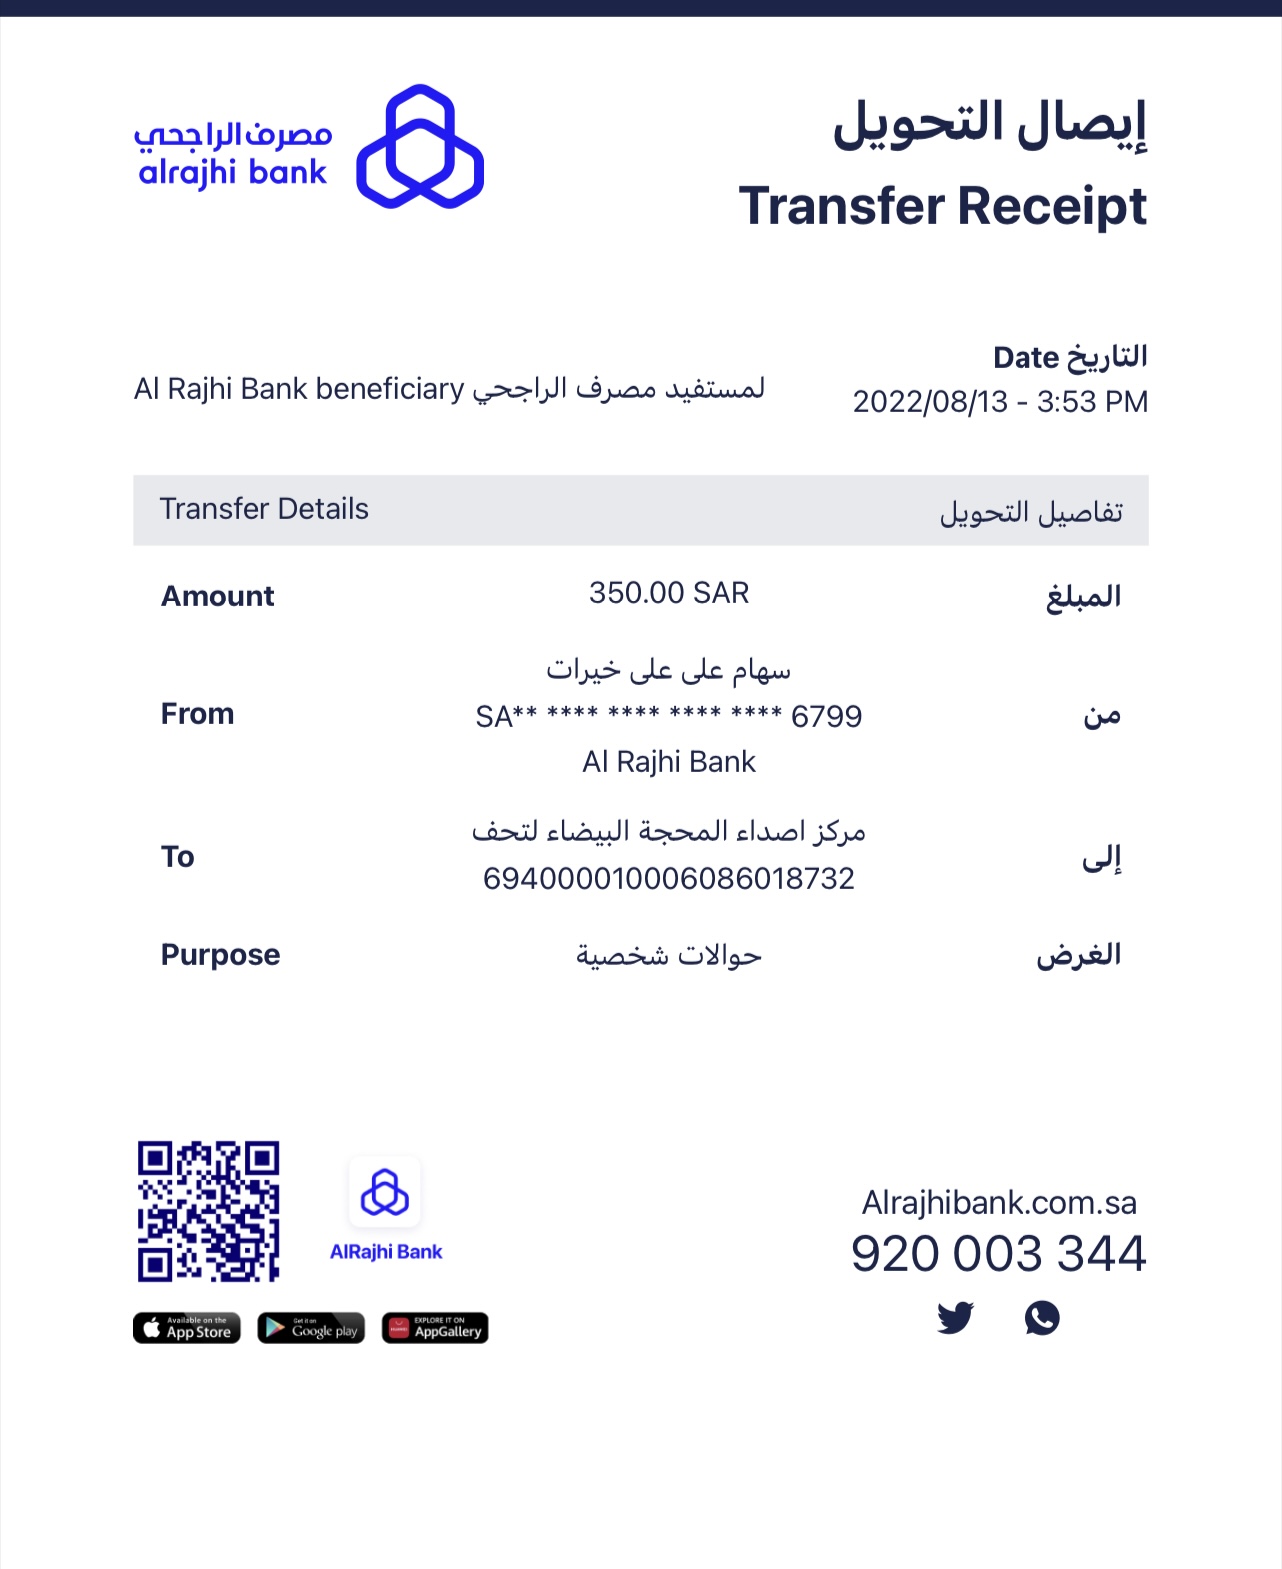 إيصال التحويل
Transfer Receipt
مصرف الراجحي
alrajhi bank
التاريخ Date
2022/08/13 - 3:53 PM
لمستفيد مصرف الراجحي Al Rajhi Bank beneficiary
Transfer Details تفاصيل التحويل
Amount 350.00 SAR المبلغ
سهام على على خيرات
From SA** **** **** **** **** 6799 من
Al Rajhi Bank
مركز اصداء المحجة البيضاء لتحف
To إلى
694000010006086018732
Purpose حوالات شخصية الغرض
AlRajhi Bank
Available on the
App Store
Get it on
Google play
EXPLORE IT ON
AppGallery
HUAWEI
Alrajhibank.com.sa
920 003 344